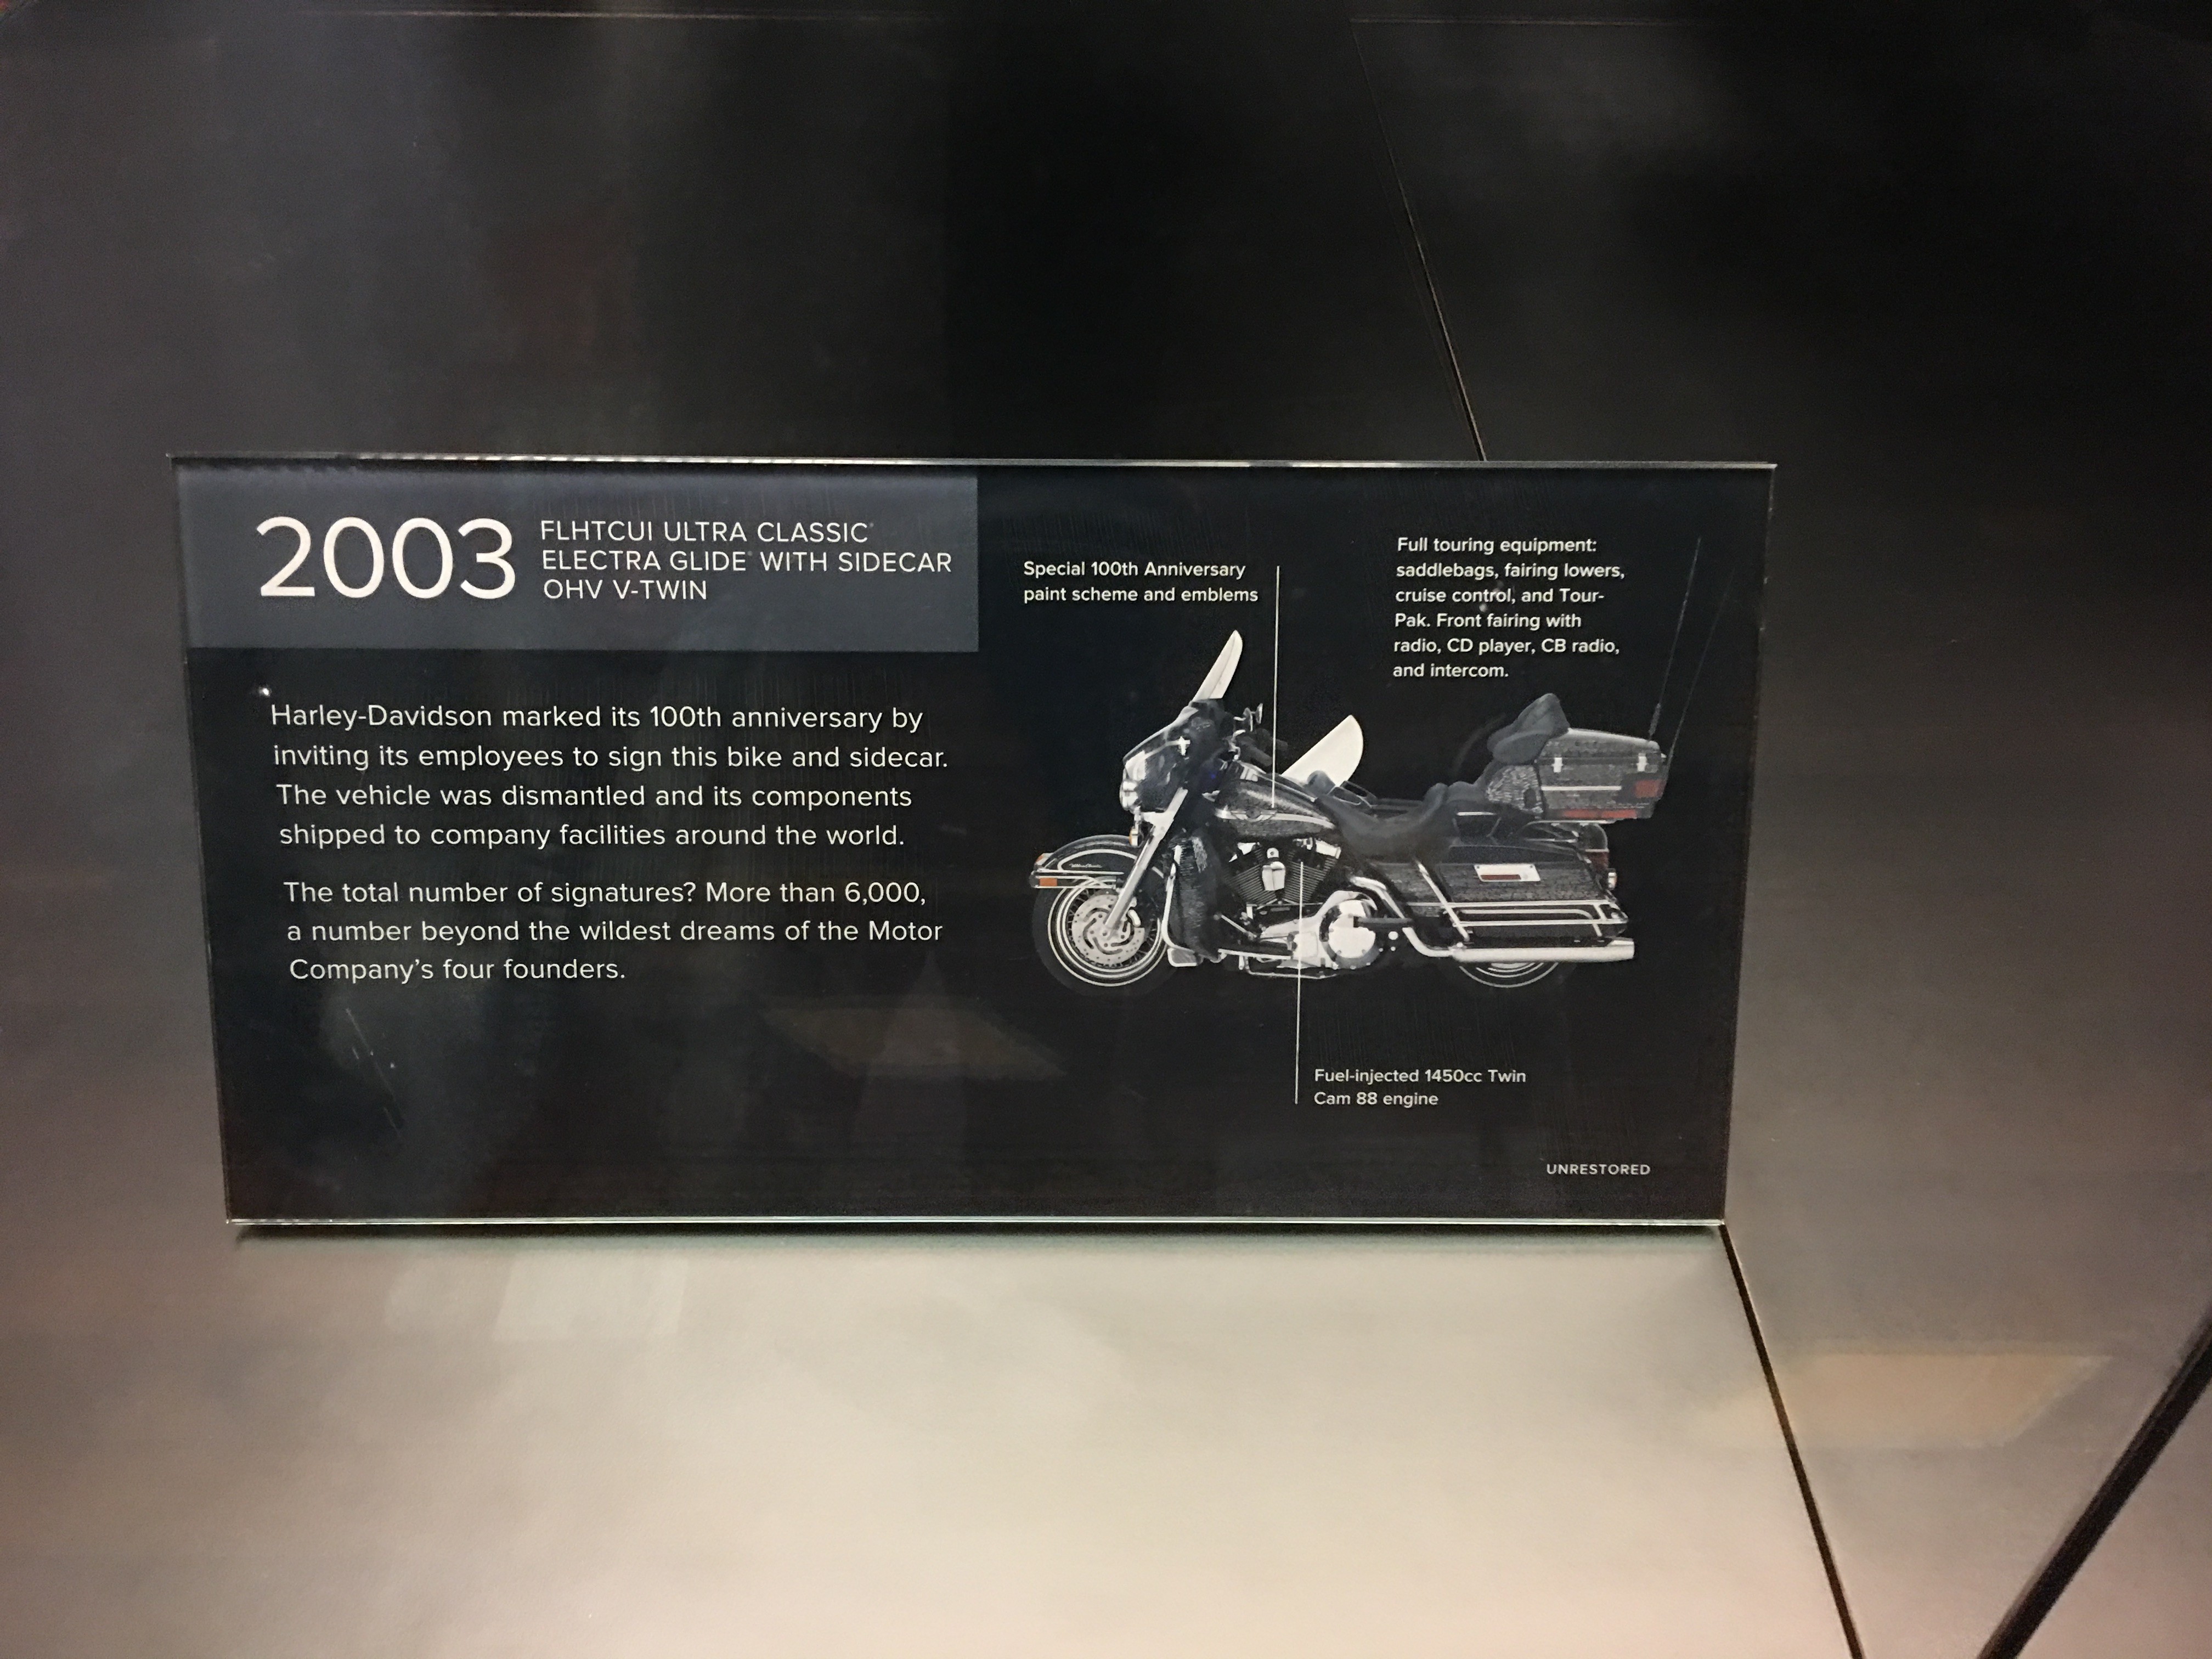 2003
FLHTCUI ULTRA CLASSIC®
ELECTRA GLIDE® WITH SIDECAR
OHV V-TWIN
Harley-Davidson marked its 100th anniversary by
inviting its employees to sign this bike and sidecar.
The vehicle was dismantled and its components
shipped to company facilities around the world.
The total number of signatures? More than 6,000,
a number beyond the wildest dreams of the Motor
Company's four founders.
Special 100th Anniversary
paint scheme and emblems
Full touring equipment:
saddlebags, fairing lowers,
cruise control, and Tour-
Pak. Front fairing with
radio, CD player, CB radio,
and intercom.
Fuel-injected 1450cc Twin
Cam 88 engine
UNRESTORED